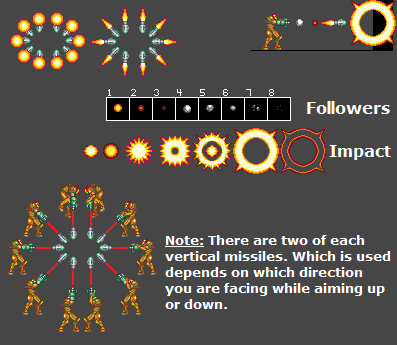 1 2 3 4 5 6 7 8
Followers
Impact
Note: There are two of each
vertical missiles. Which is used
depends on which direction
you are facing while aiming up
or down.